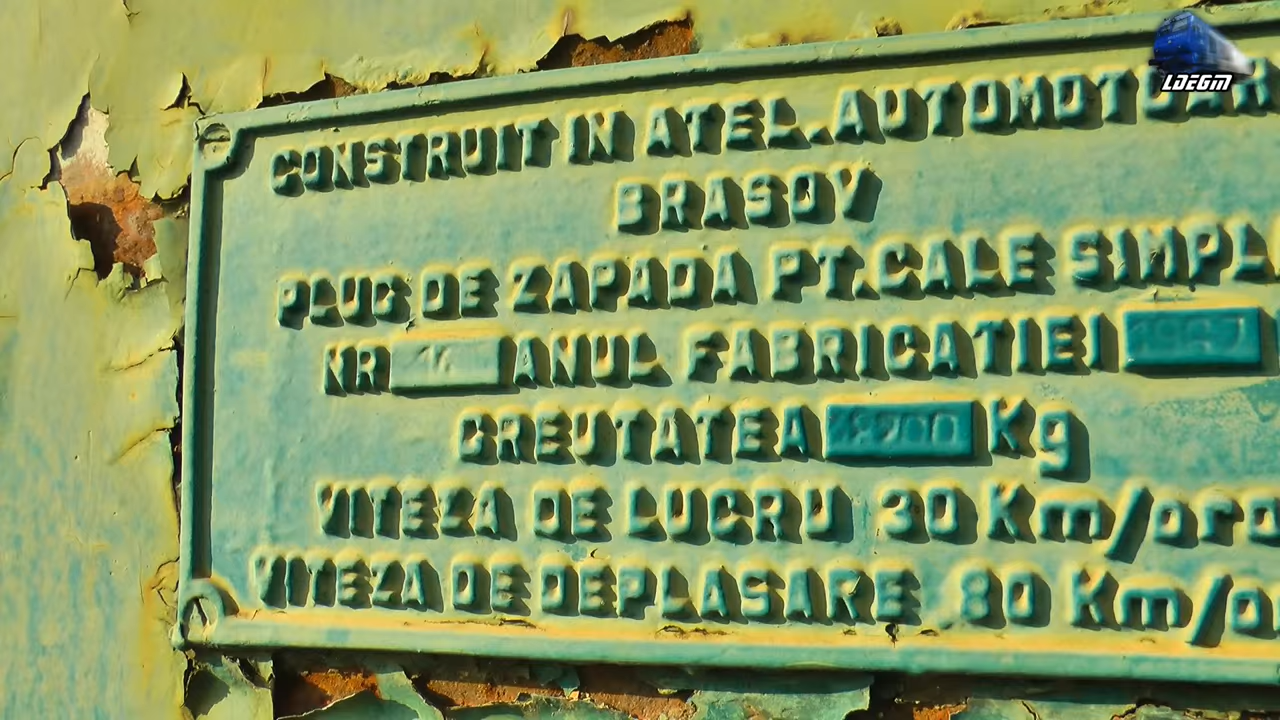 LDEGM
CONSTRUIT IN ATEL. AUTOMOTOAR
BRASOV
PLUG DE ZAPADA PT. CALE SIMPL
NR ANUL FABRICATIEI
GREUTATEA Kg
VITEZA DE LUCRU 30 Km/ora
VITEZA DE DEPLASARE 80 Km/o